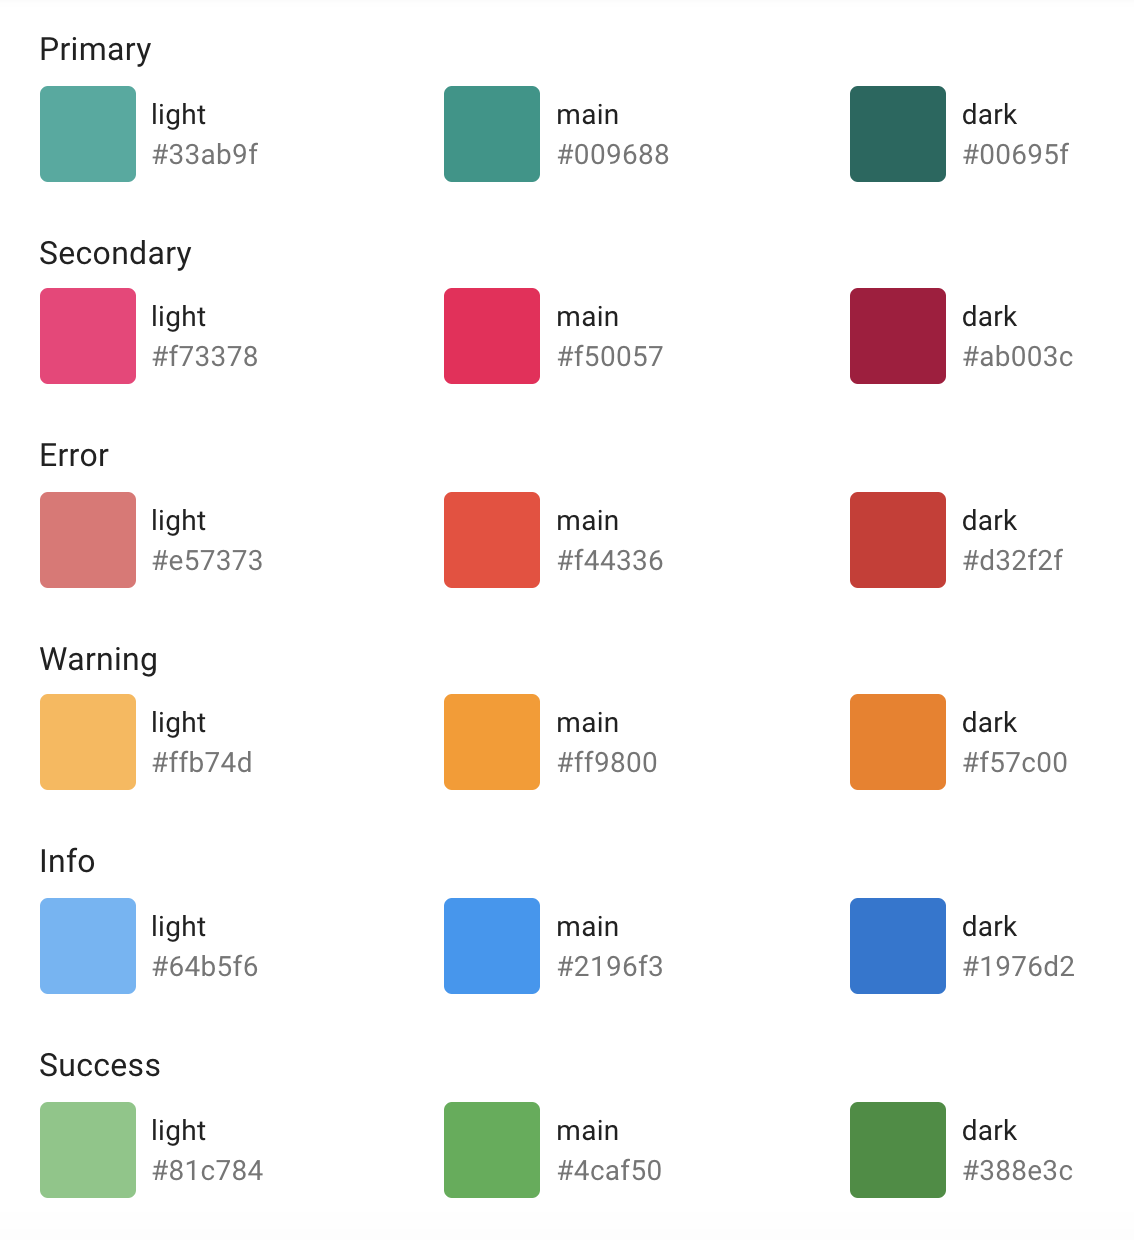 Primary
light
#33ab9f
main
#009688
dark
#00695f
Secondary
light
#f73378
main
#f50057
dark
#ab003c
Error
light
#e57373
main
#f44336
dark
#d32f2f
Warning
light
#ffb74d
main
#ff9800
dark
#f57c00
Info
light
#64b5f6
main
#2196f3
dark
#1976d2
Success
light
#81c784
main
#4caf50
dark
#388e3c